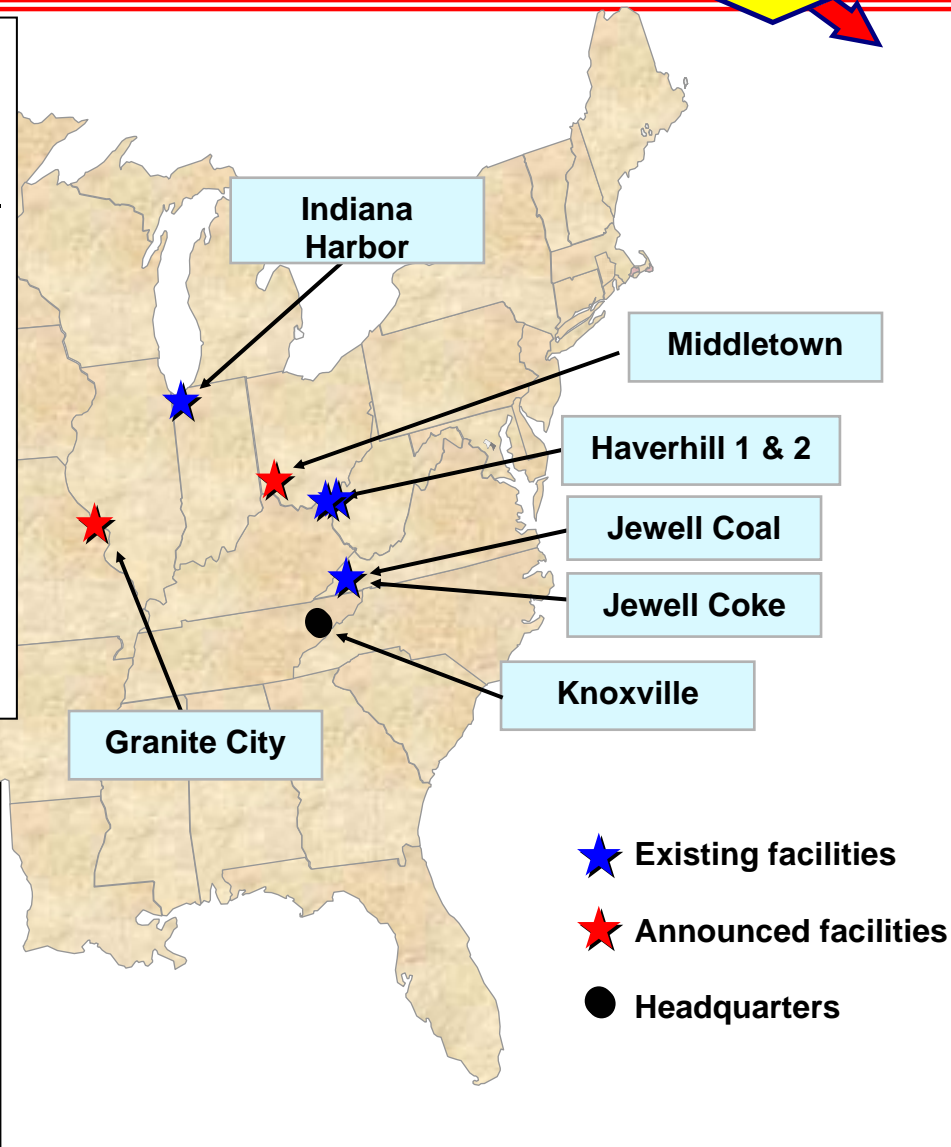 Indiana
Harbor
Middletown
Haverhill 1 & 2
Jewell Coal
Jewell Coke
Knoxville
Granite City
Existing facilities
Announced facilities
Headquarters